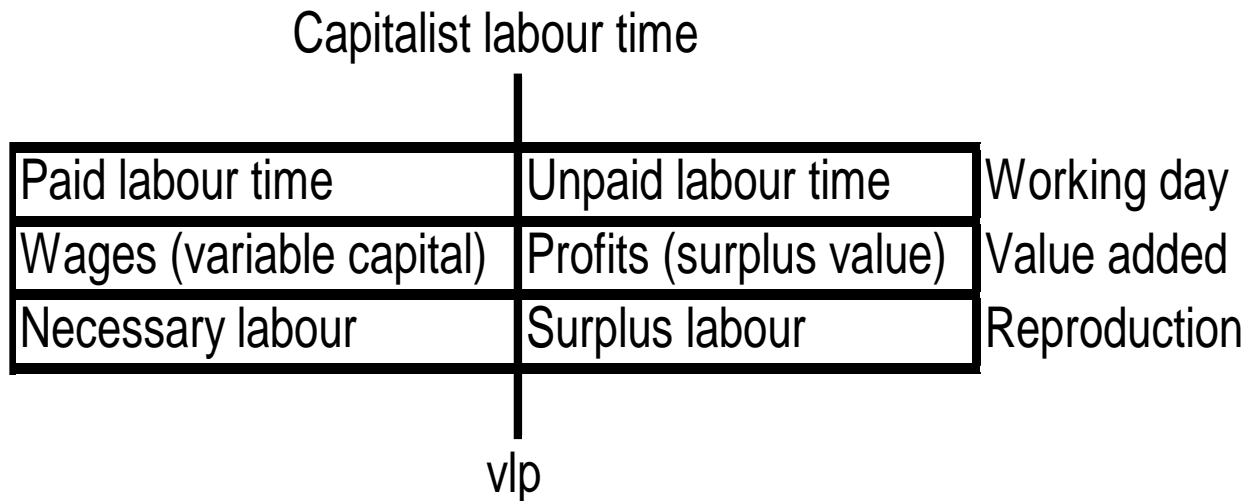 Capitalist labour time
Paid labour time Unpaid labour time Working day
Wages (variable capital) Profits (surplus value) Value added
Necessary labour Surplus labour Reproduction
vlp